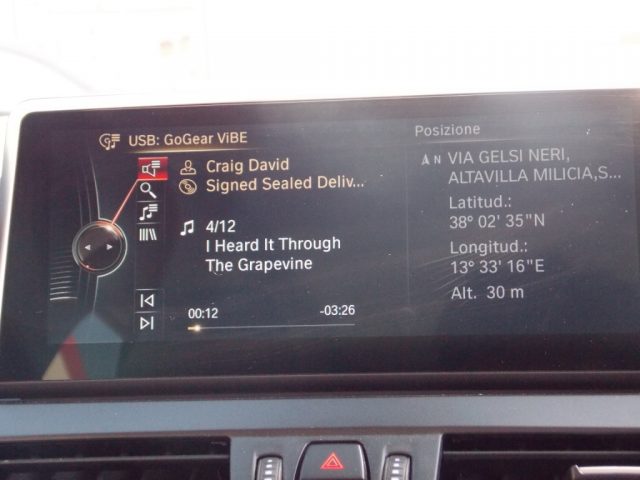 USB: GoGear ViBE
Craig David
Signed Sealed Deliv...
4/12
I Heard It Through
The Grapevine
00:12
-03:26
Posizione
N VIA GELSI NERI,
ALTAVILLA MILICIA,S...
Latitud.:
38° 02' 35"N
Longitud.:
13° 33' 16"E
Alt. 30 m